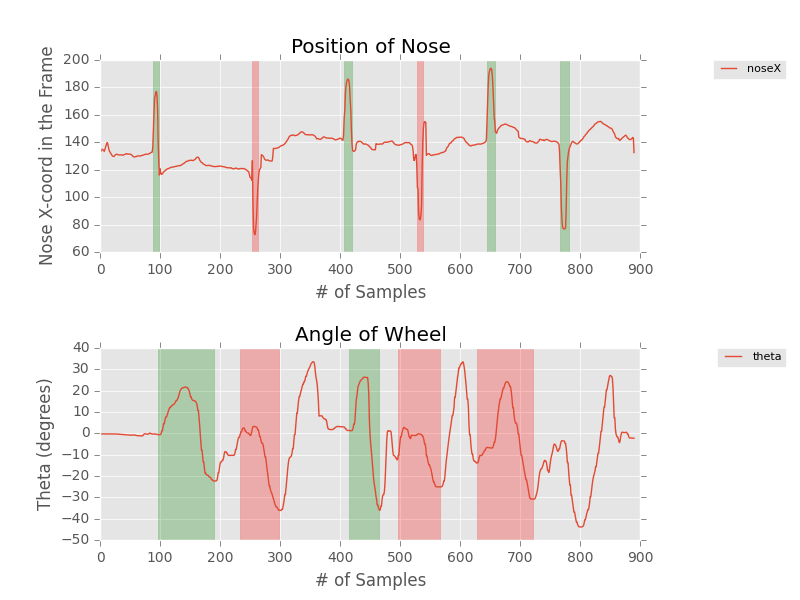 Position of Nose
200
180
160
140
120
100
80
60
Nose X-coord in the Frame
0 100 200 300 400 500 600 700 800 900
# of Samples
noseX
Angle of Wheel
40
30
20
10
0
−10
−20
−30
−40
−50
Theta (degrees)
0 100 200 300 400 500 600 700 800 900
# of Samples
theta